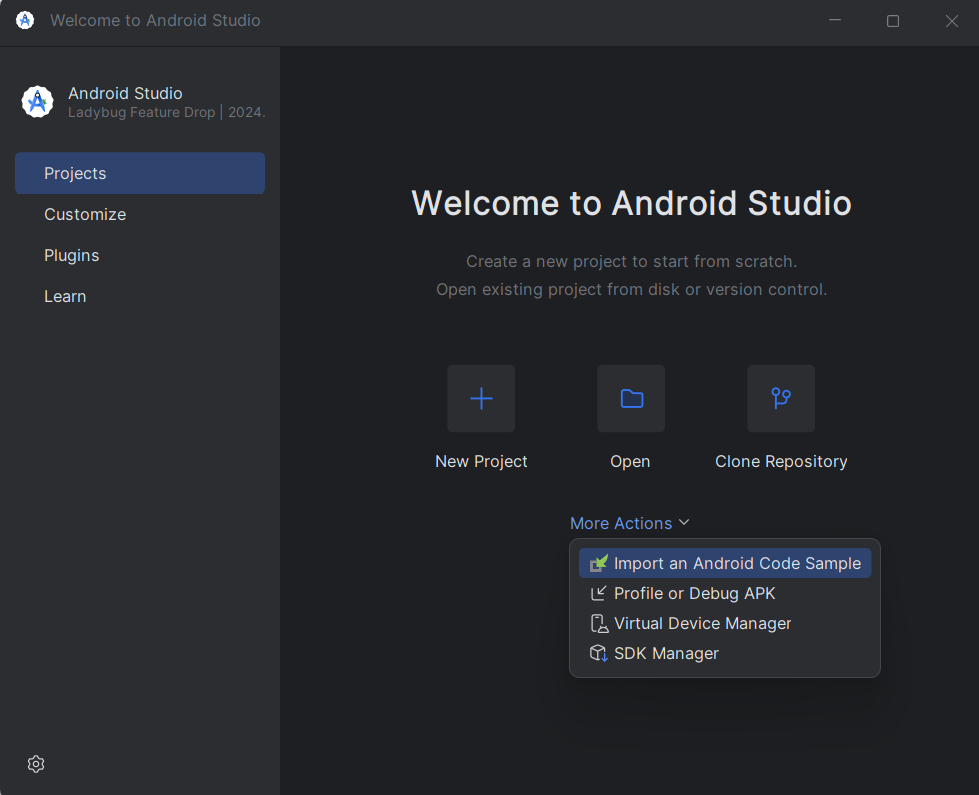 Welcome to Android Studio
Android Studio
Ladybug Feature Drop | 2024.
Projects
Customize
Plugins
Learn
Welcome to Android Studio
Create a new project to start from scratch.
Open existing project from disk or version control.
New Project
Open
Clone Repository
More Actions
Import an Android Code Sample
Profile or Debug APK
Virtual Device Manager
SDK Manager